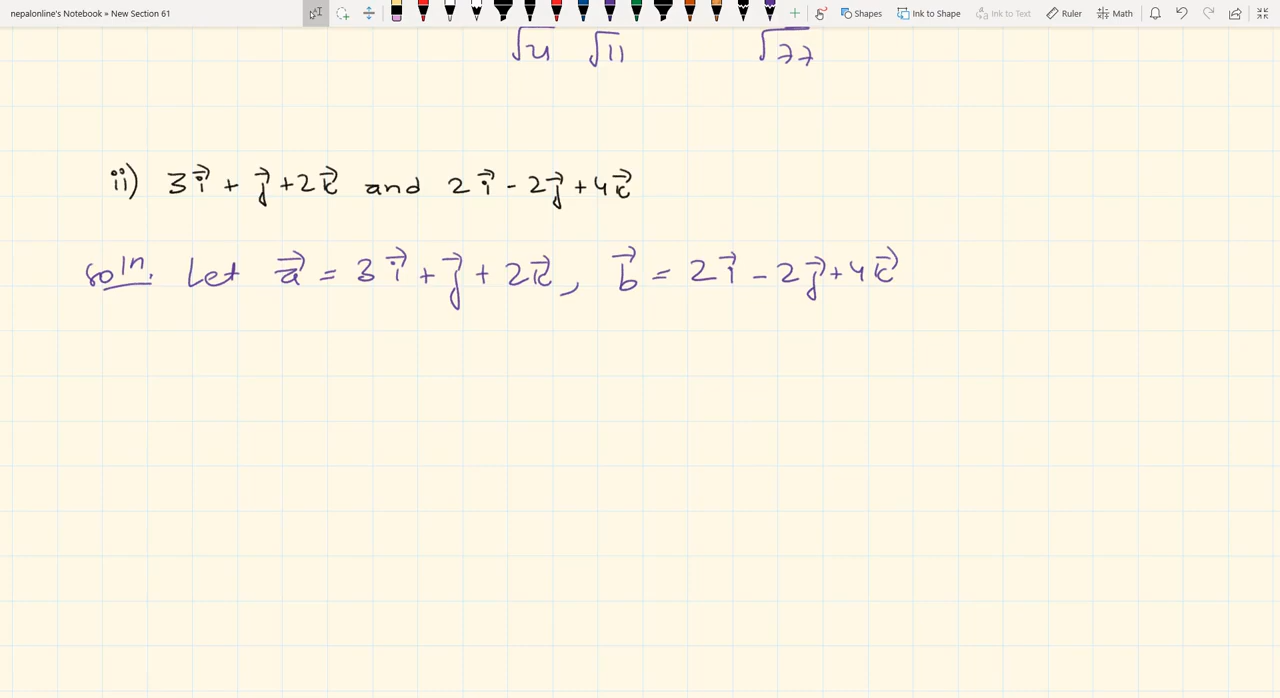 nepalonline's Notebook » New Section 61 Shapes Ink to Shape Ink to Text Ruler Math
√21 √11 √77
ii) 3i⃗ + j⃗ + 2k⃗ and 2i⃗ - 2j⃗ + 4k⃗
soln. Let a⃗ = 3i⃗ + j⃗ + 2k⃗, b⃗ = 2i⃗ - 2j⃗ + 4k⃗